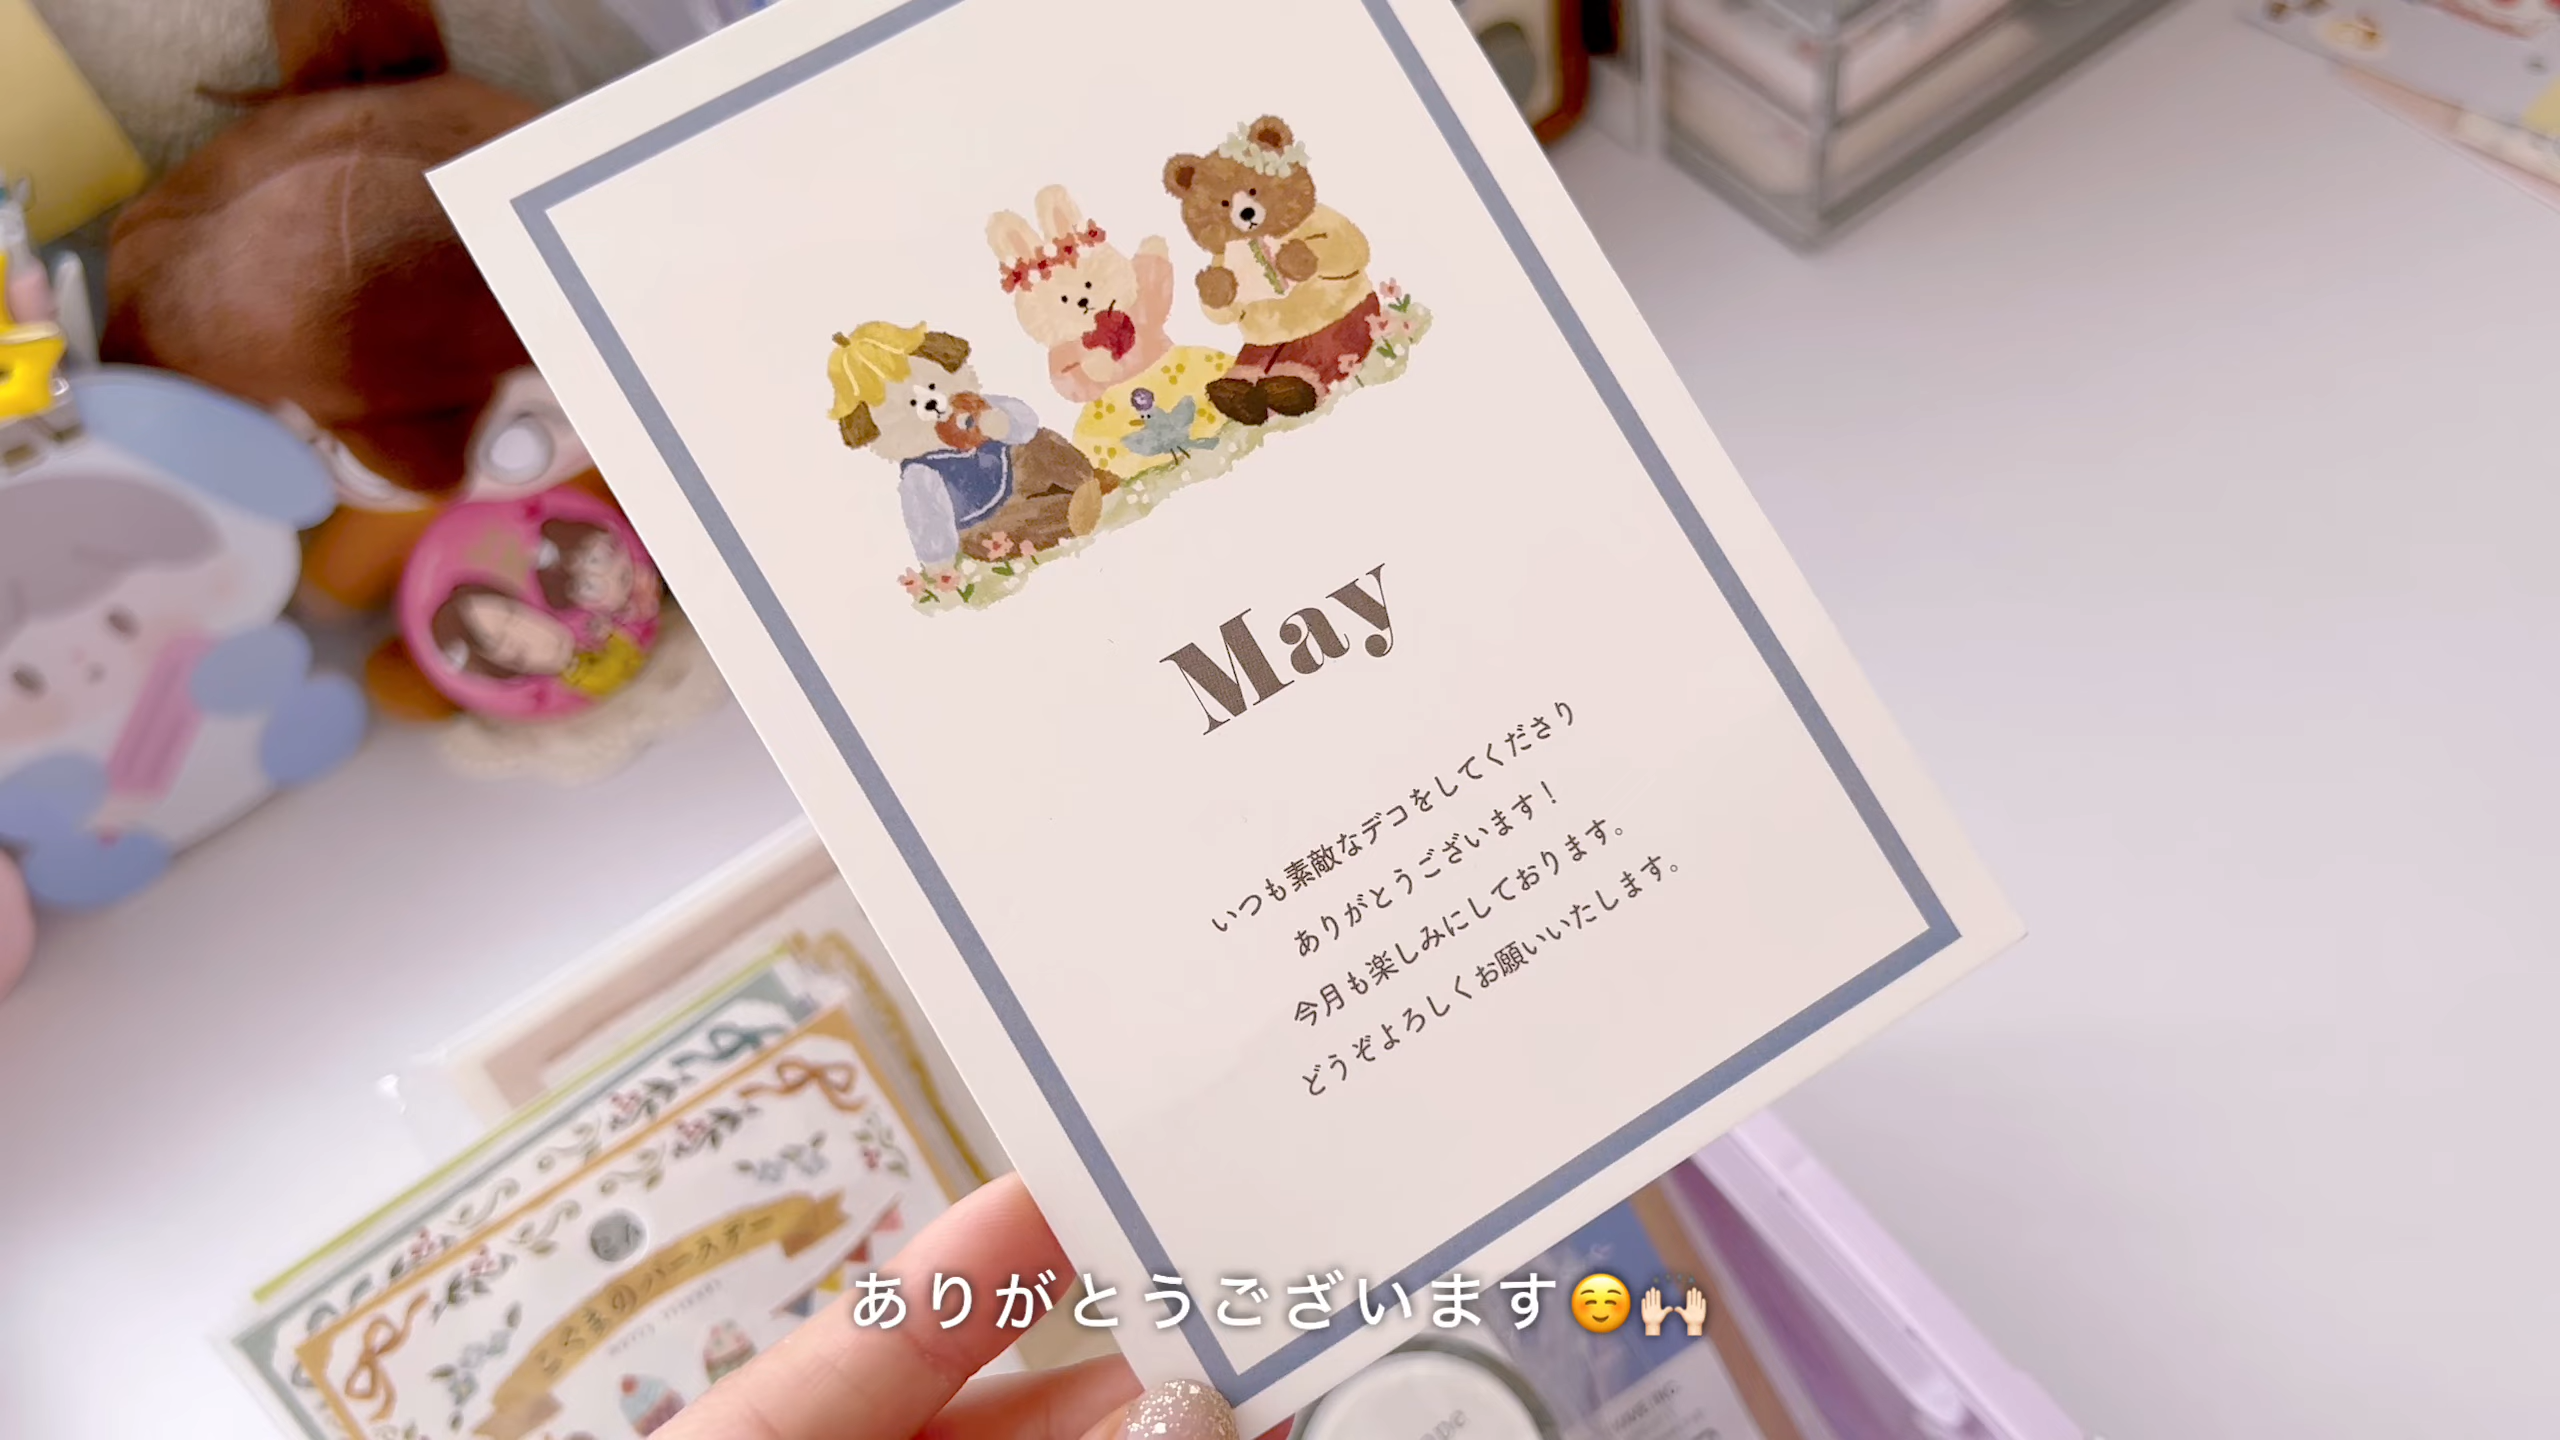 May
いつも素敵なデコをしてくださり
ありがとうございます！
今月も楽しみにしております。
どうぞよろしくお願いいたします。
ありがとうございます☺️🙌🏻